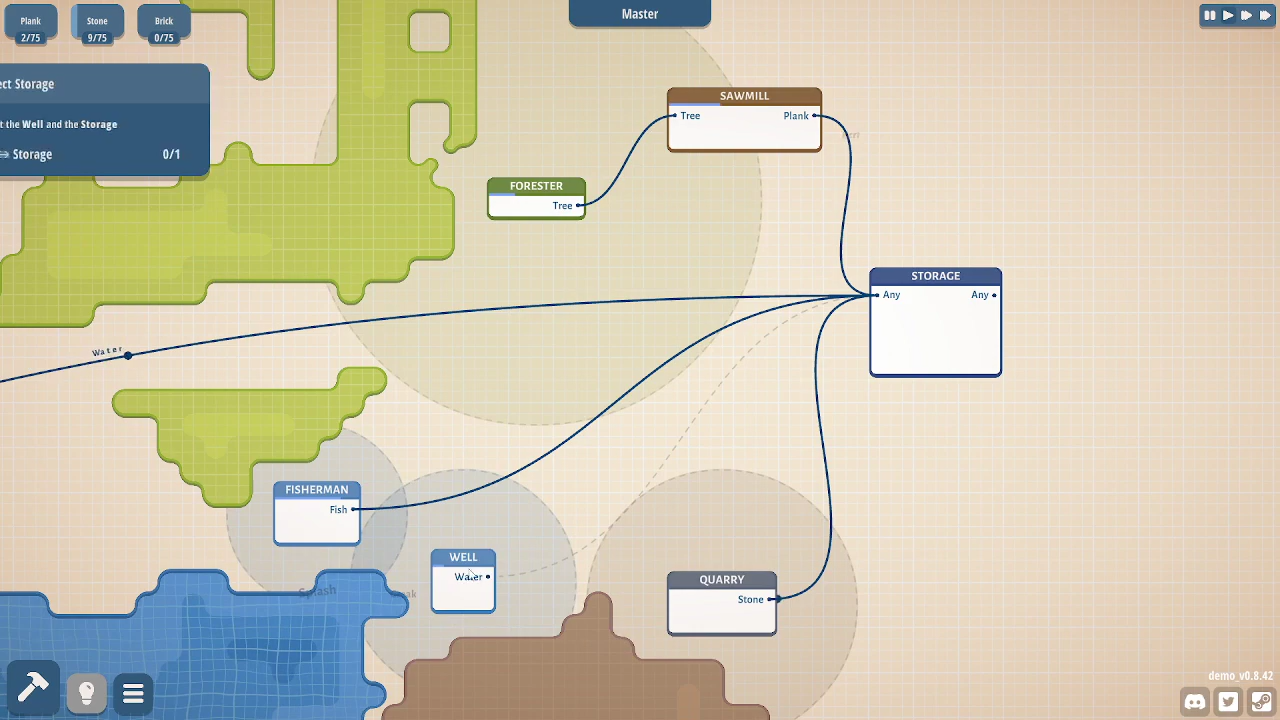 Plank
2/75
Stone
9/75
Brick
0/75
Master
ect Storage
t the Well and the Storage
Storage 0/1
SAWMILL
Tree Plank
FORESTER
Tree
STORAGE
Any Any
Water
FISHERMAN
Fish
WELL
Water
QUARRY
Stone
Splash
demo_v0.8.42